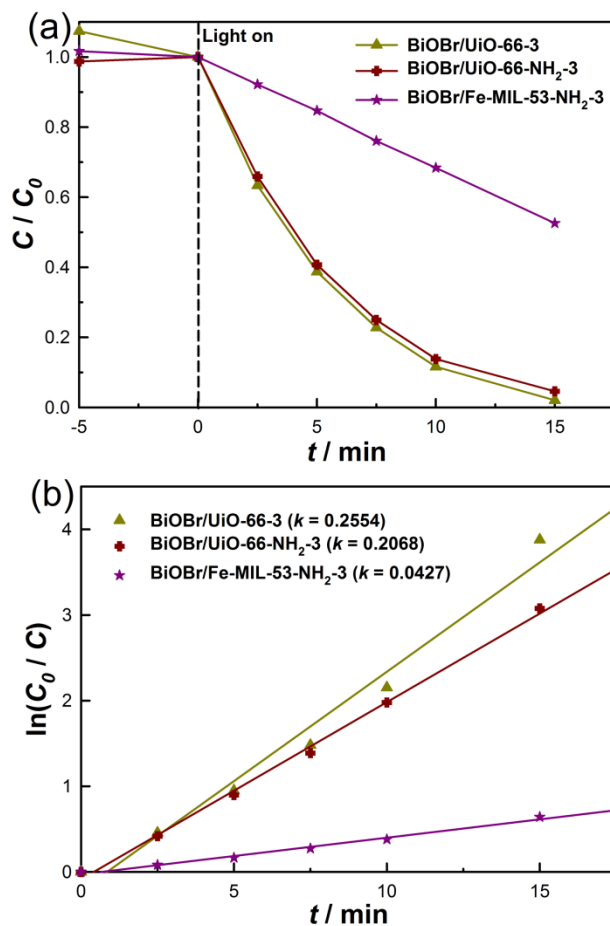 (a)
Light on
BiOBr/UiO-66-3
BiOBr/UiO-66-NH₂-3
BiOBr/Fe-MIL-53-NH₂-3
1.0
0.8
0.6
0.4
0.2
0.0
C / C₀
-5 0 5 10 15
t / min
(b)
BiOBr/UiO-66-3 (k = 0.2554)
BiOBr/UiO-66-NH₂-3 (k = 0.2068)
BiOBr/Fe-MIL-53-NH₂-3 (k = 0.0427)
4
3
2
1
0
ln(C₀ / C)
0 5 10 15
t / min